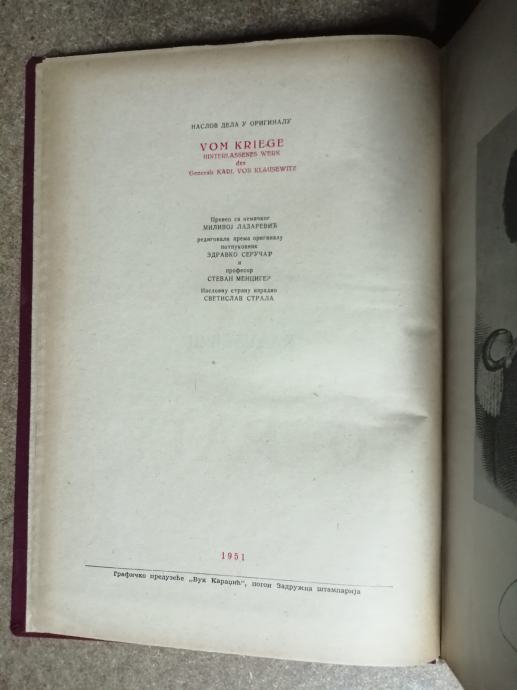 НАСЛОВ ДЕЛА У ОРИГИНАЛУ
VOM KRIEGE
HINTERLASSENES WERK
des
Generals KARL VON KLAUSEWITZ
Превео са немачког
МИЛИВОЈ ЛАЗАРЕВИЋ
редиговали према оригиналу
потпуковник
ЗДРАВКО СЕРУЧАР
и
професор
СТЕВАН МЕНЦИГЕР
Насловну страну израдио
СВЕТИСЛАВ СТРАЛА
1951
Графичко предузеће „Вук Караџић“, погон Задружна штампарија